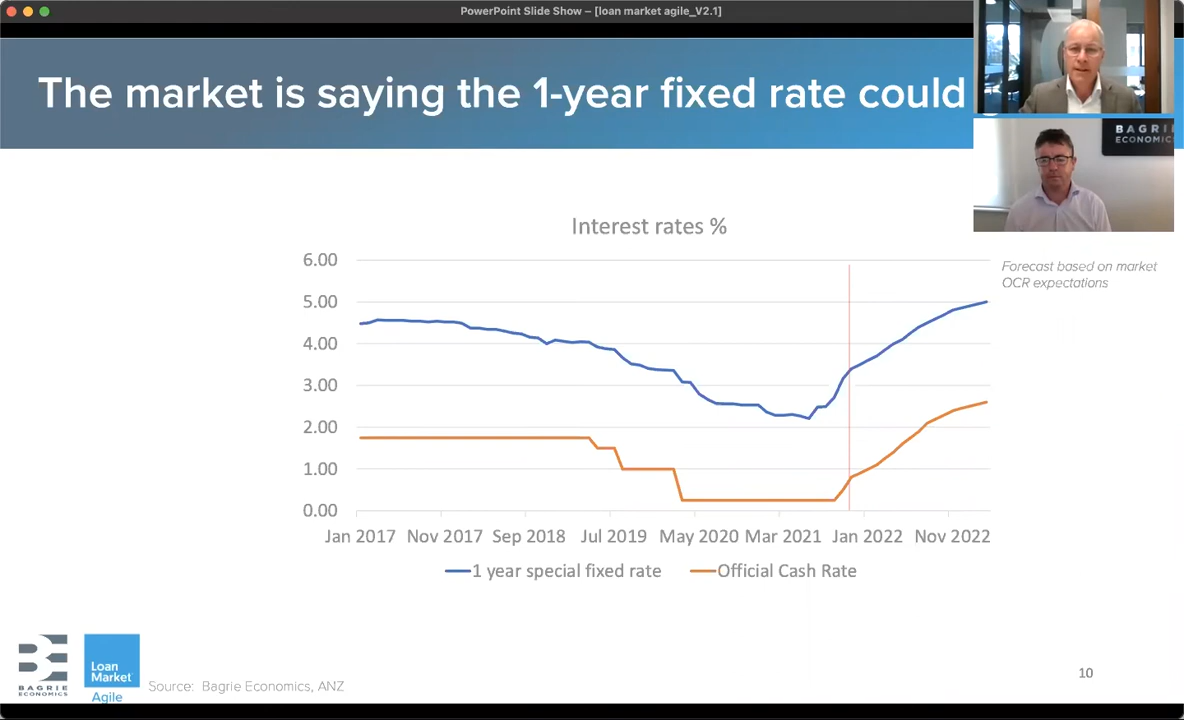 PowerPoint Slide Show – [loan market agile_V2.1]
The market is saying the 1-year fixed rate could
BAGRI
ECONOMIC
Interest rates %
Forecast based on market
OCR expectations
6.00
5.00
4.00
3.00
2.00
1.00
0.00
Jan 2017 Nov 2017 Sep 2018 Jul 2019 May 2020 Mar 2021 Jan 2022 Nov 2022
1 year special fixed rate Official Cash Rate
BAGRIE
ECONOMICS
Loan
Market
Agile
Source: Bagrie Economics, ANZ
10